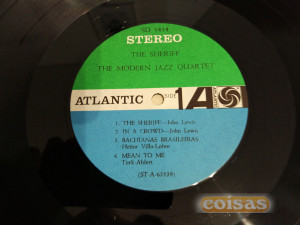 SD 1414
STEREO
THE SHERIFF
THE MODERN JAZZ QUARTET
ATLANTIC
SIDE
1
1. THE SHERIFF—John Lewis
2. IN A CROWD—John Lewis
3. BACHIANAS BRASILEIRAS
Heitor Villa-Lobos
4. MEAN TO ME
Turk-Ahlert
(ST A-63539)
coisas